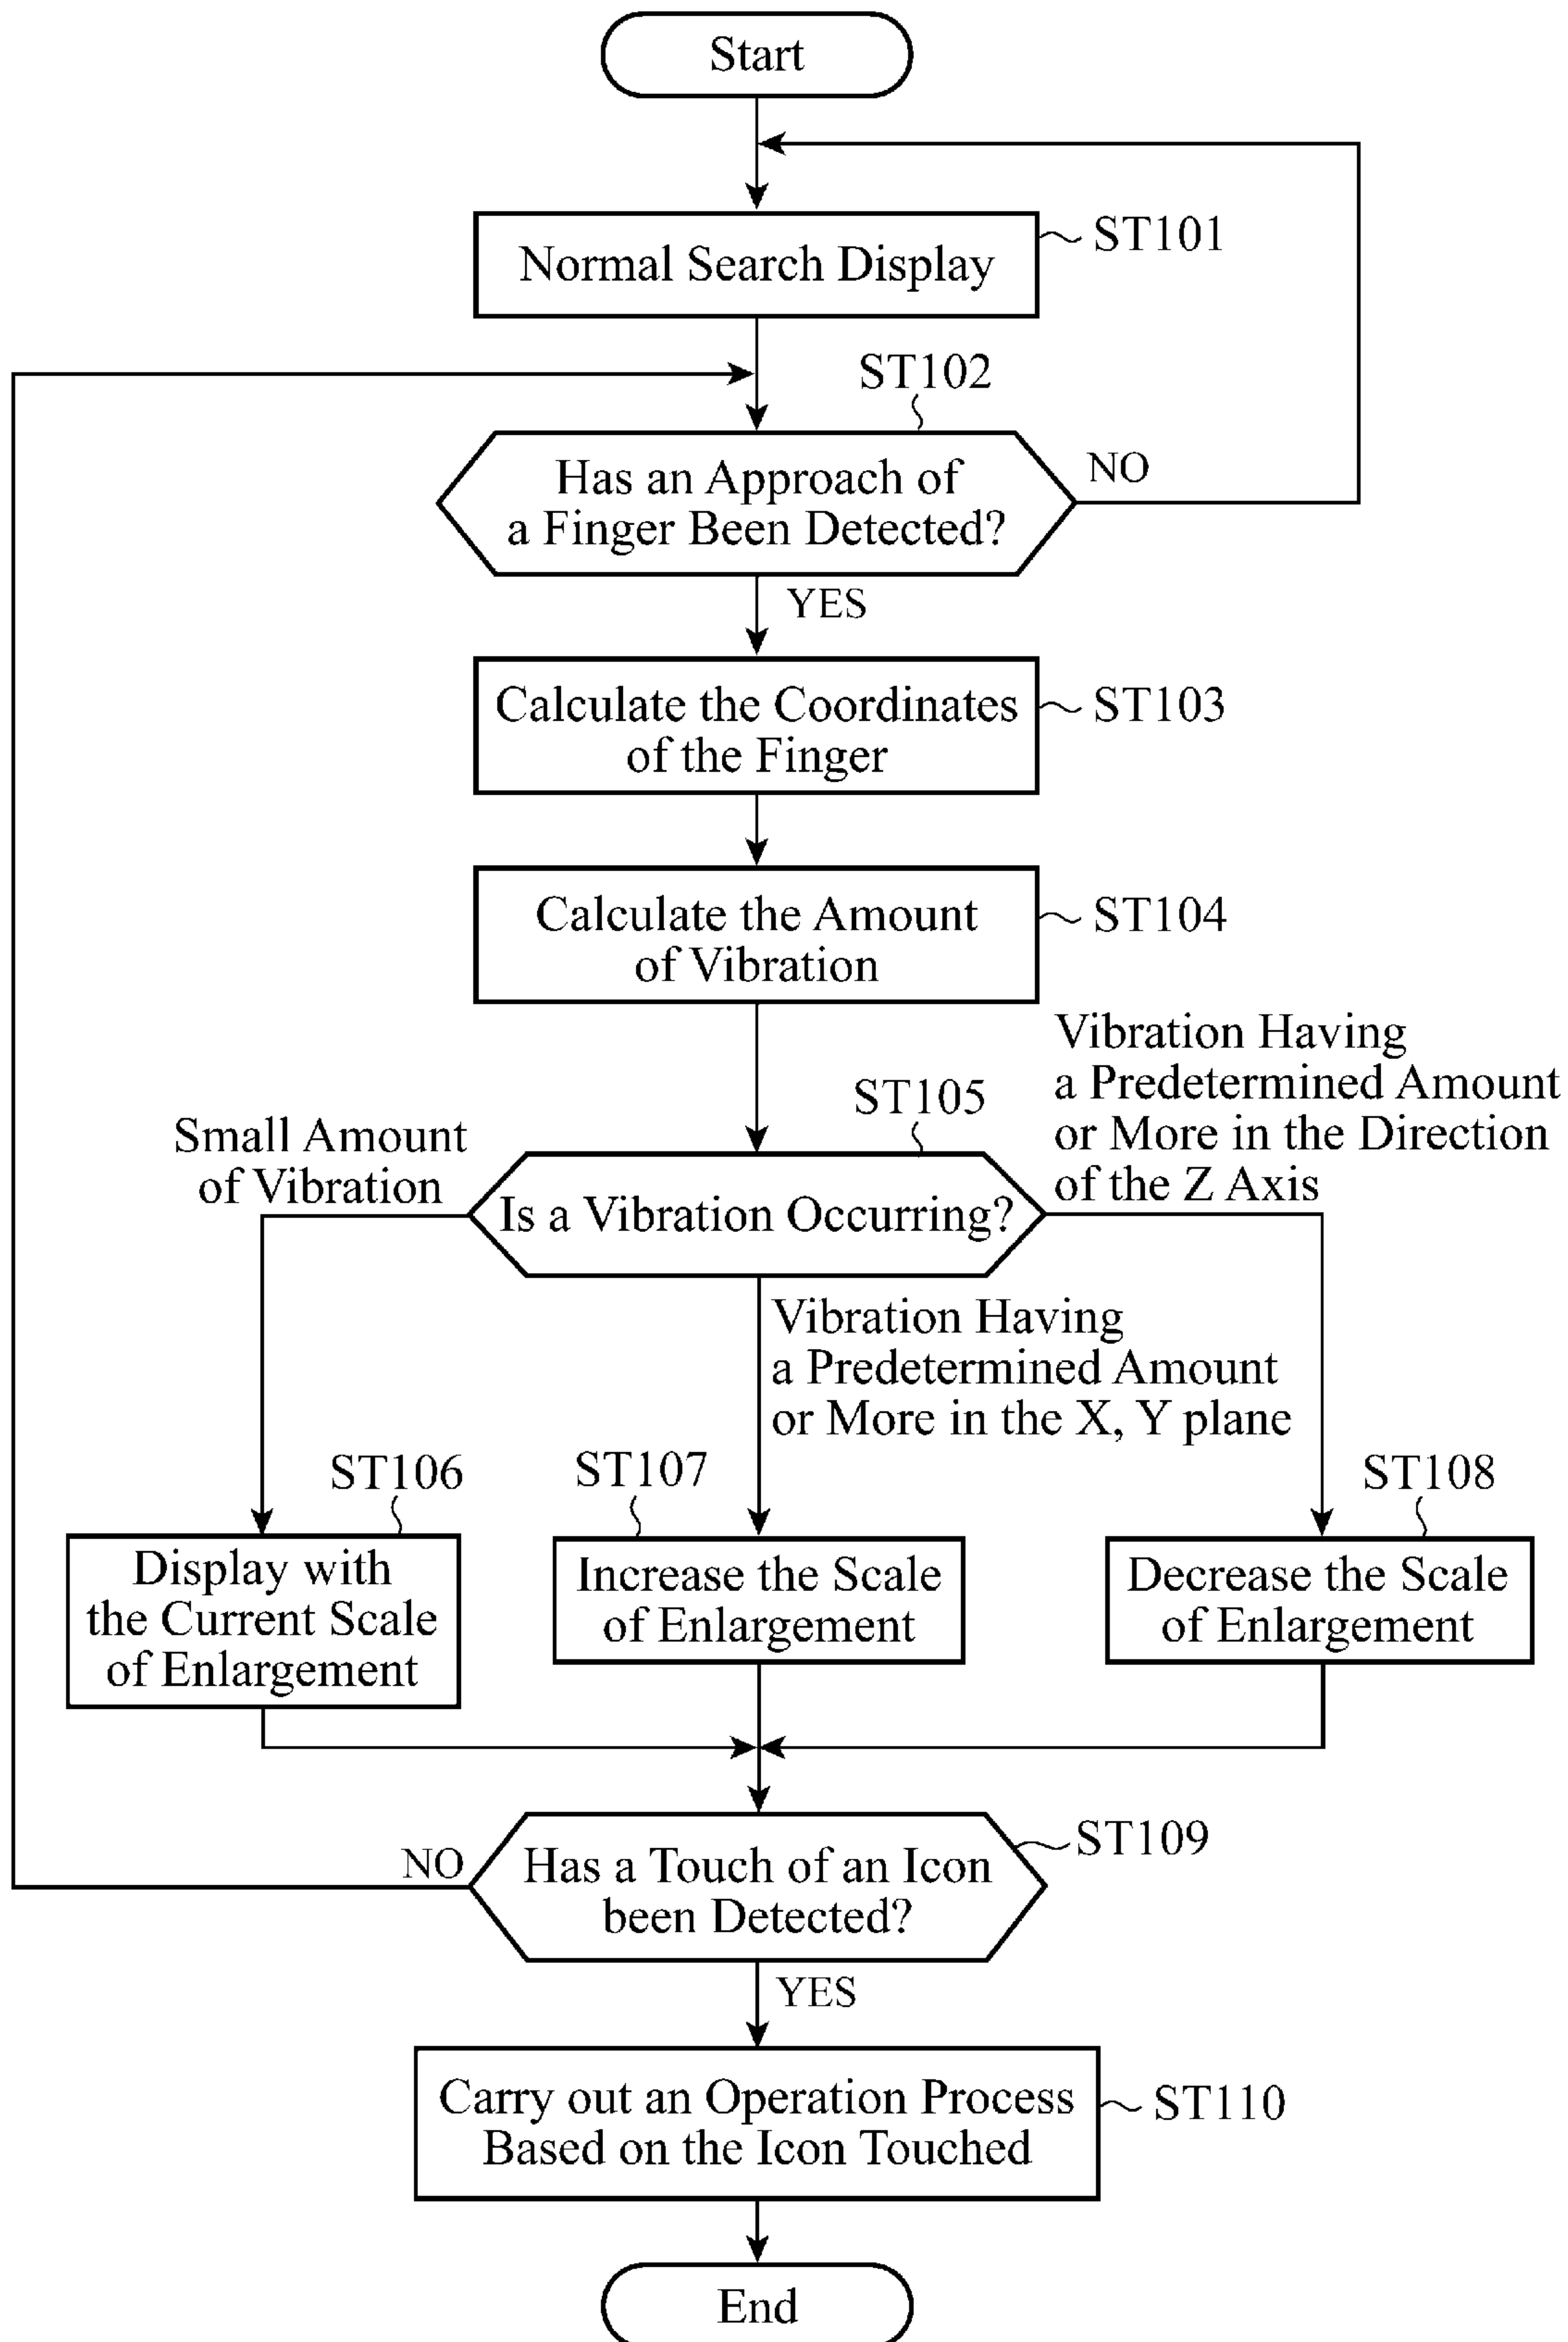 Start
Normal Search Display
ST101
ST102
Has an Approach of
a Finger Been Detected?
NO
YES
Calculate the Coordinates
of the Finger
ST103
Calculate the Amount
of Vibration
ST104
Vibration Having
a Predetermined Amount
or More in the Direction
of the Z Axis
ST105
Small Amount
of Vibration
Is a Vibration Occurring?
Vibration Having
a Predetermined Amount
or More in the X, Y plane
ST106
ST107
ST108
Display with
the Current Scale
of Enlargement
Increase the Scale
of Enlargement
Decrease the Scale
of Enlargement
ST109
NO
Has a Touch of an Icon
been Detected?
YES
Carry out an Operation Process
Based on the Icon Touched
ST110
End